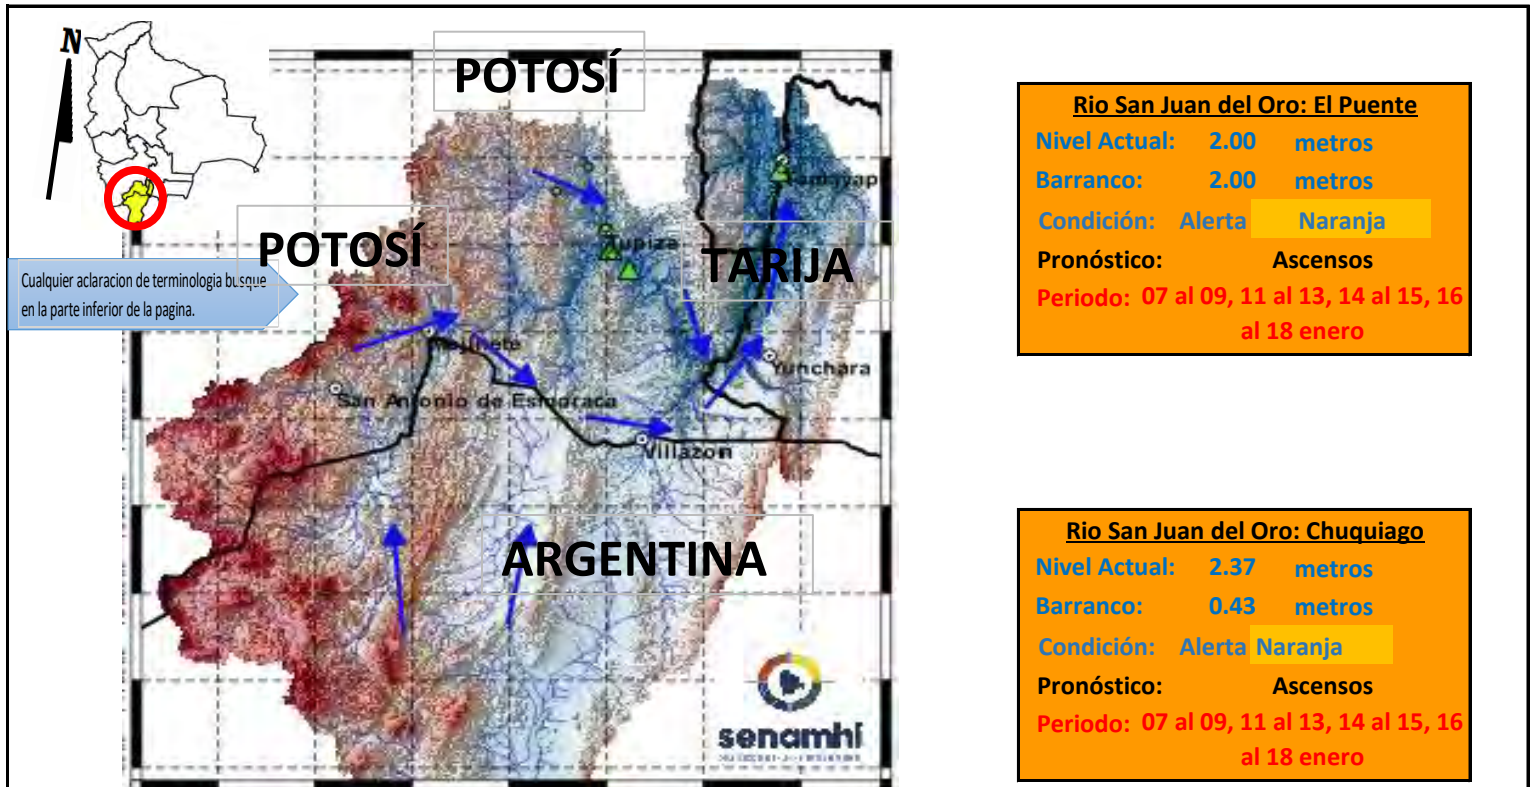 N
POTOSÍ
POTOSÍ
TARIJA
ARGENTINA
Cualquier aclaracion de terminologia busque
en la parte inferior de la pagina.
Tupiza
Yunchara
San Antonio de Esmoraca
Villazon
senamhi
Rio San Juan del Oro: El Puente
Nivel Actual: 2.00 metros
Barranco: 2.00 metros
Condición: Alerta Naranja
Pronóstico: Ascensos
Periodo: 07 al 09, 11 al 13, 14 al 15, 16
al 18 enero
Rio San Juan del Oro: Chuquiago
Nivel Actual: 2.37 metros
Barranco: 0.43 metros
Condición: Alerta Naranja
Pronóstico: Ascensos
Periodo: 07 al 09, 11 al 13, 14 al 15, 16
al 18 enero